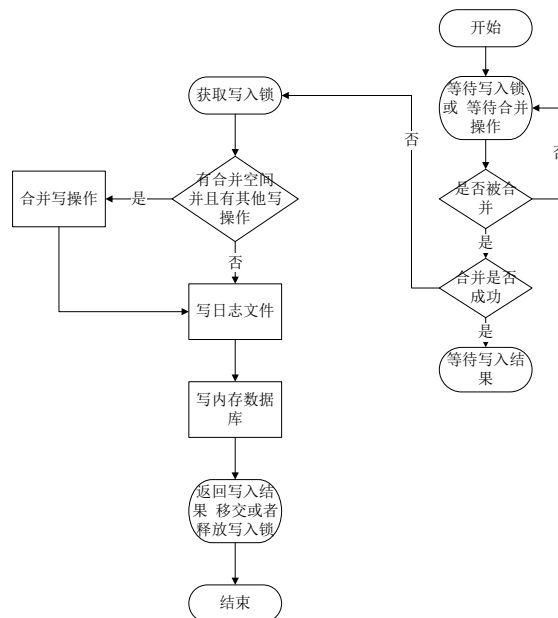 开始
等待写入锁
或 等待合并
操作
是否被合
并
否
是
合并是否
成功
否
是
等待写入结
果
获取写入锁
有合并空间
并且有其他写
操作
是
合并写操作
否
写日志文件
写内存数据
库
返回写入结
果 移交或者
释放写入锁
结束